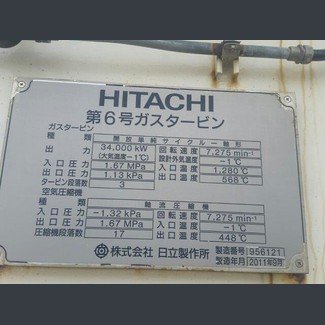 HITACHI
第6号ガスタービン
ガスタービン
種類 開放単純サイクル一軸形
出力 34,000 kW 回転速度 7,275 min⁻¹
(大気温度-1℃) 設計外気温度 -1℃
入口圧力 1.67 MPa 入口温度 1,280℃
出口圧力 1.13 kPa 出口温度 568℃
タービン段落数 3
空気圧縮機
種類 軸流圧縮機
入口圧力 -1.32 kPa 回転速度 7,275 min⁻¹
出口圧力 1.67 MPa 入口温度 -1℃
圧縮機段落数 17 出口温度 448℃
株式会社 日立製作所 製造番号 956121
製造年月 2011年9月